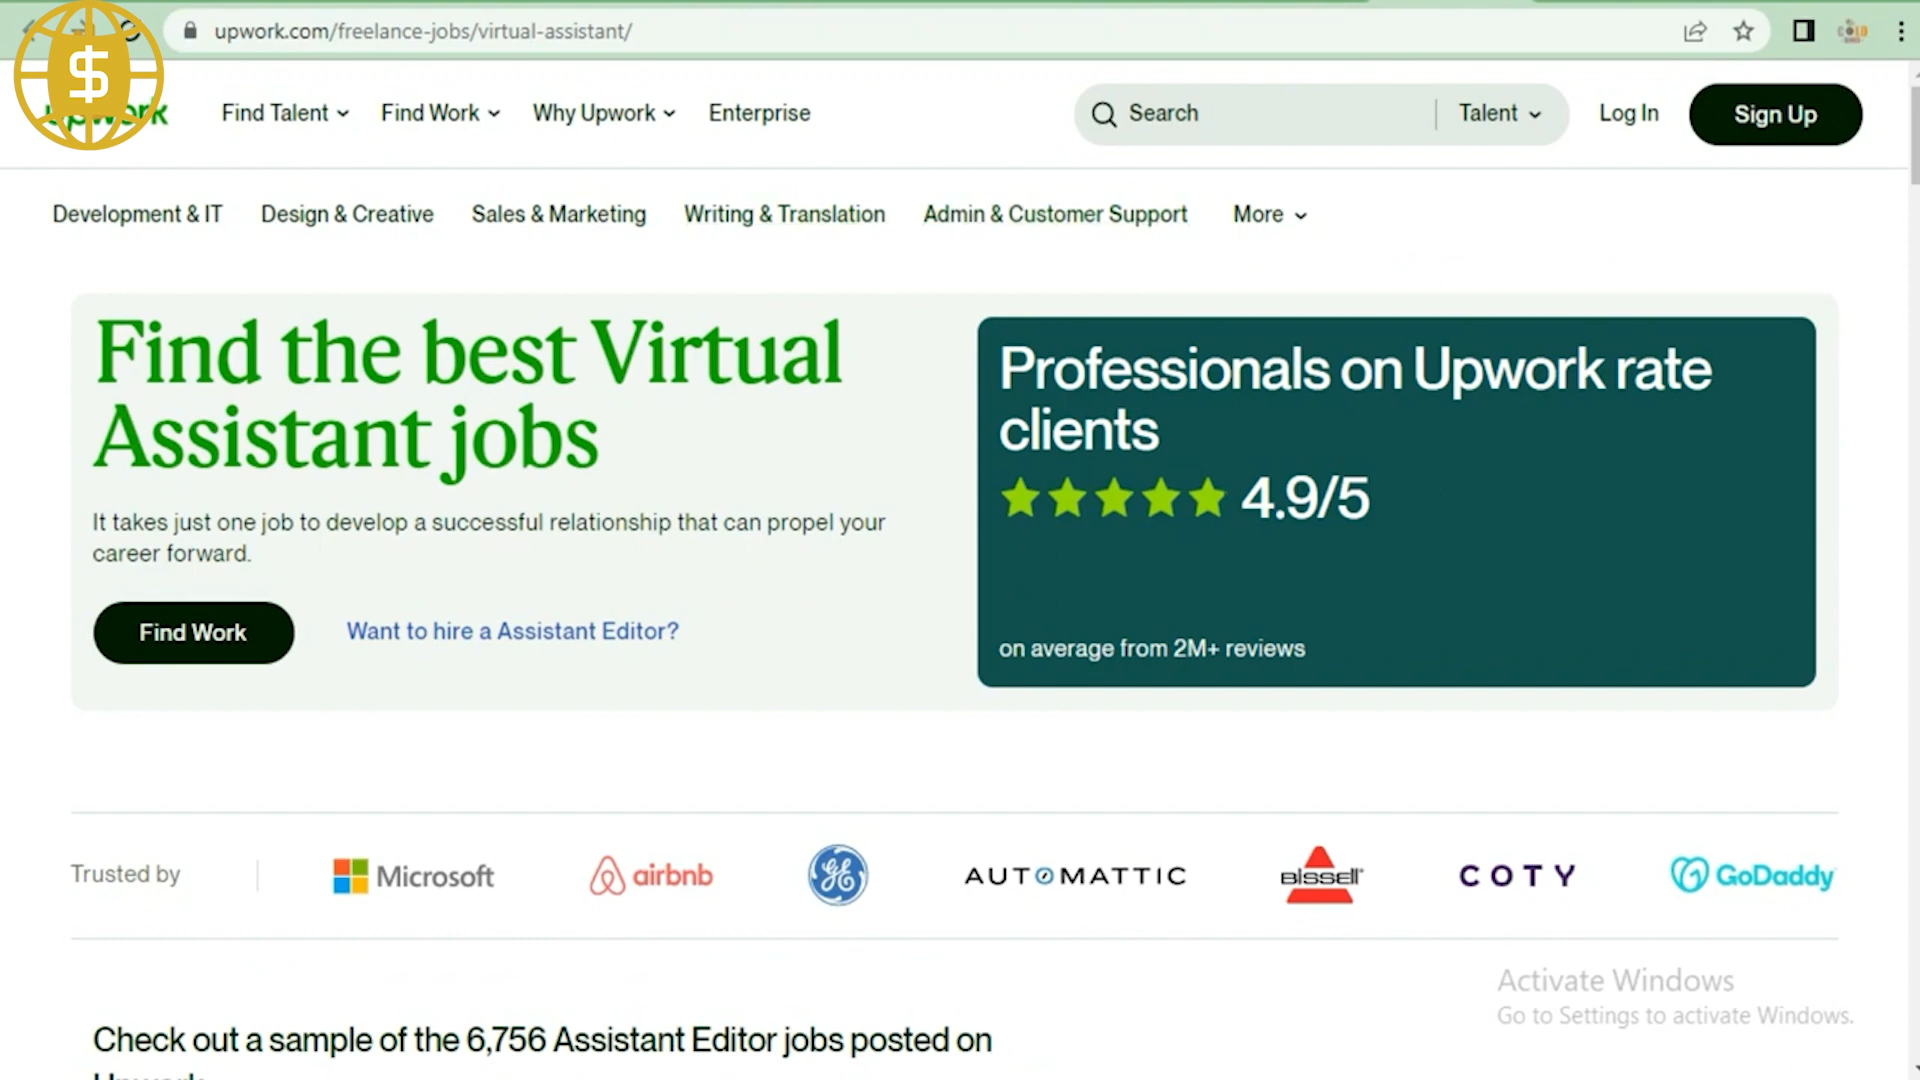 upwork.com/freelance-jobs/virtual-assistant/
$
upwork
Find Talent
Find Work
Why Upwork
Enterprise
Search
Talent
Log In
Sign Up
Development & IT
Design & Creative
Sales & Marketing
Writing & Translation
Admin & Customer Support
More
Find the best Virtual
Assistant jobs
It takes just one job to develop a successful relationship that can propel your
career forward.
Find Work
Want to hire a Assistant Editor?
Professionals on Upwork rate
clients
4.9/5
on average from 2M+ reviews
Trusted by
Microsoft
airbnb
GE
AUTOMATTIC
BISSELL
COTY
GoDaddy
Activate Windows
Go to Settings to activate Windows.
Check out a sample of the 6,756 Assistant Editor jobs posted on